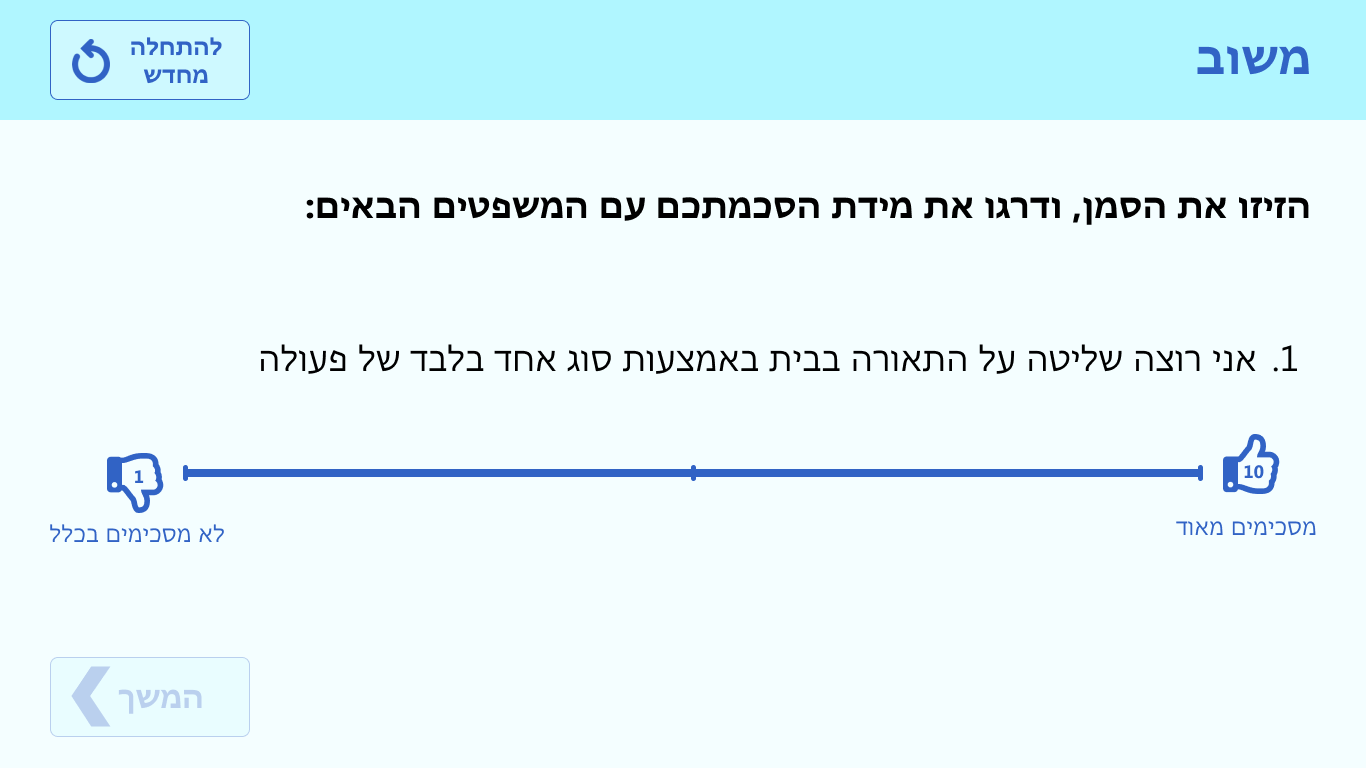 משוב
להתחלה
מחדש
הזיזו את הסמן, ודרגו את מידת הסכמתכם עם המשפטים הבאים:
1. אני רוצה שליטה על התאורה בבית באמצעות סוג אחד בלבד של פעולה
10
1
מסכימים מאוד
לא מסכימים בכלל
המשך